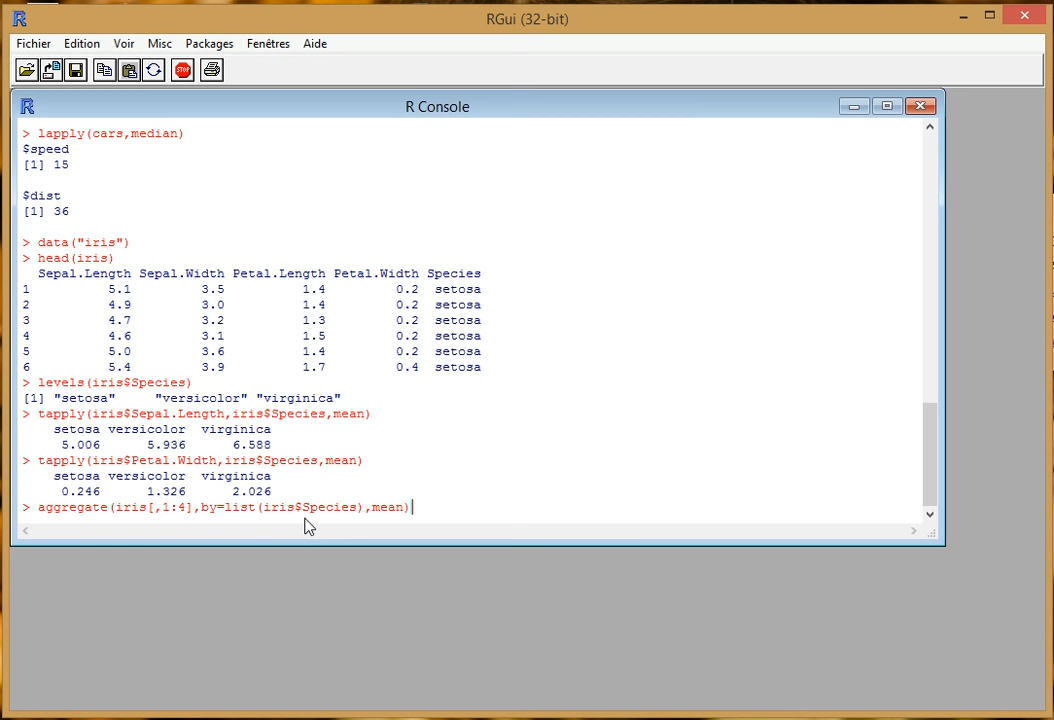 RGui (32-bit)
Fichier Edition Voir Misc Packages Fenêtres Aide
STOP
R Console
> lapply(cars,median)
$speed
[1] 15
$dist
[1] 36
> data("iris")
> head(iris)
Sepal.Length Sepal.Width Petal.Length Petal.Width Species
1 5.1 3.5 1.4 0.2 setosa
2 4.9 3.0 1.4 0.2 setosa
3 4.7 3.2 1.3 0.2 setosa
4 4.6 3.1 1.5 0.2 setosa
5 5.0 3.6 1.4 0.2 setosa
6 5.4 3.9 1.7 0.4 setosa
> levels(iris$Species)
[1] "setosa" "versicolor" "virginica"
> tapply(iris$Sepal.Length,iris$Species,mean)
setosa versicolor virginica
5.006 5.936 6.588
> tapply(iris$Petal.Width,iris$Species,mean)
setosa versicolor virginica
0.246 1.326 2.026
> aggregate(iris[,1:4],by=list(iris$Species),mean)